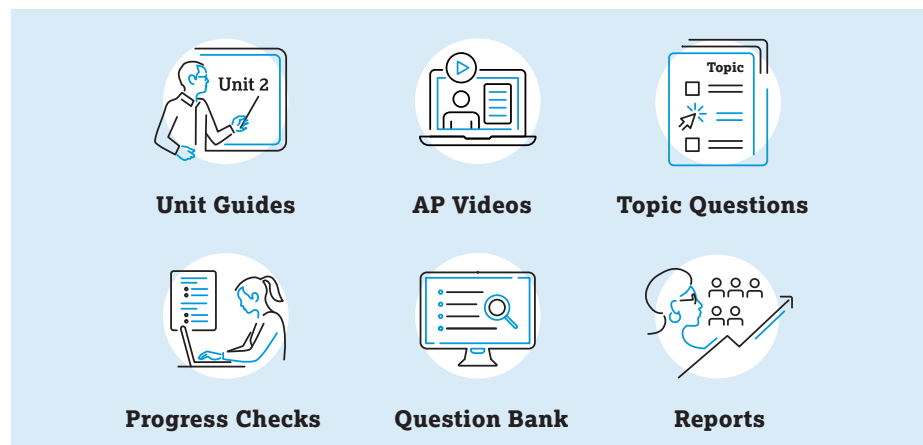 Unit 2
Topic
Unit Guides
AP Videos
Topic Questions
Progress Checks
Question Bank
Reports